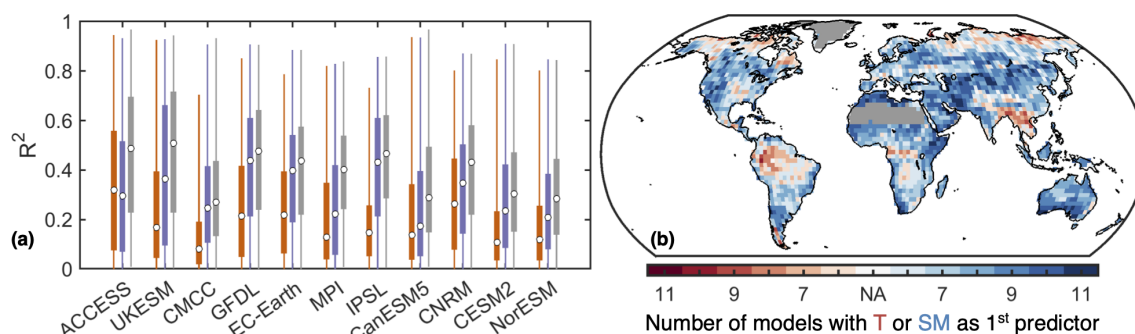 1
0.8
0.6
0.4
0.2
0
R²
(a)
ACCESS
UKESM
CMCC
GFDL
EC-Earth
MPI
IPSL
CanESM5
CNRM
CESM2
NorESM
(b)
11 9 7 NA 7 9 11
Number of models with T or SM as 1st predictor